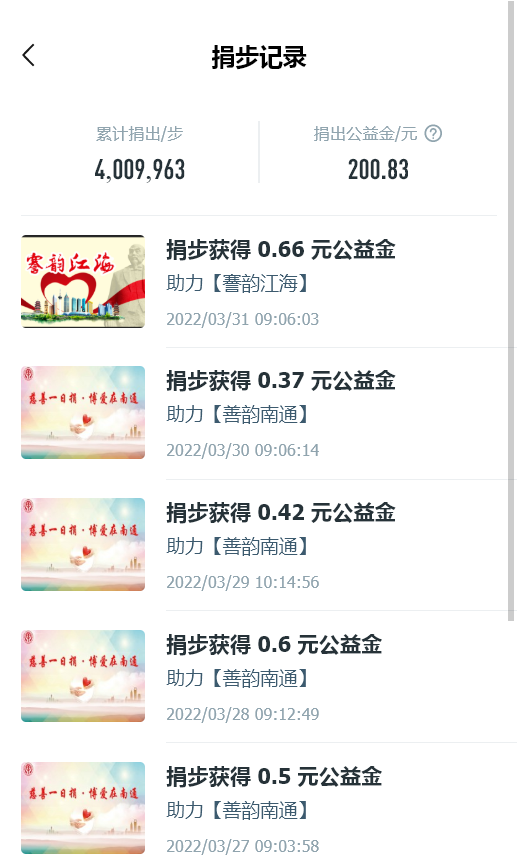 捐步记录
累计捐出/步
捐出公益金/元 ?
4,009,963
200.83
謇韵江海
捐步获得 0.66 元公益金
助力【謇韵江海】
2022/03/31 09:06:03
慈善一日捐·博爱在南通
捐步获得 0.37 元公益金
助力【善韵南通】
2022/03/30 09:06:14
慈善一日捐·博爱在南通
捐步获得 0.42 元公益金
助力【善韵南通】
2022/03/29 10:14:56
慈善一日捐·博爱在南通
捐步获得 0.6 元公益金
助力【善韵南通】
2022/03/28 09:12:49
慈善一日捐·博爱在南通
捐步获得 0.5 元公益金
助力【善韵南通】
2022/03/27 09:03:58